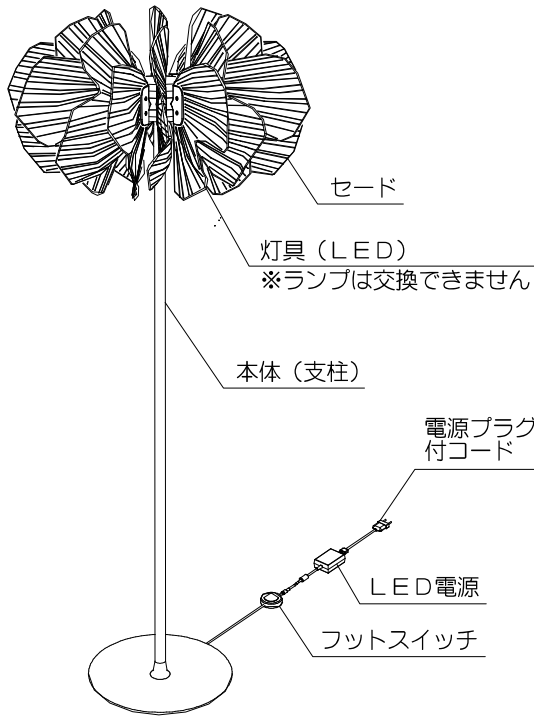 セード
灯具（ＬＥＤ）
※ランプは交換できません
本体（支柱）
電源プラグ
付コード
ＬＥＤ電源
フットスイッチ